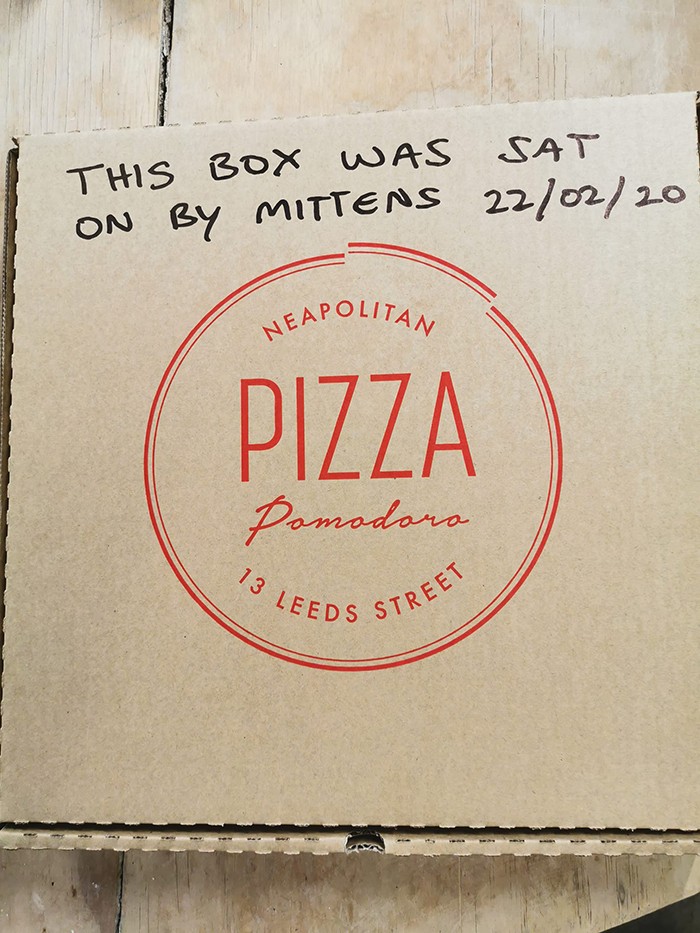 THIS BOX WAS SAT
ON BY MITTENS 22/02/20
NEAPOLITAN
PIZZA
Pomodoro
13 LEEDS STREET